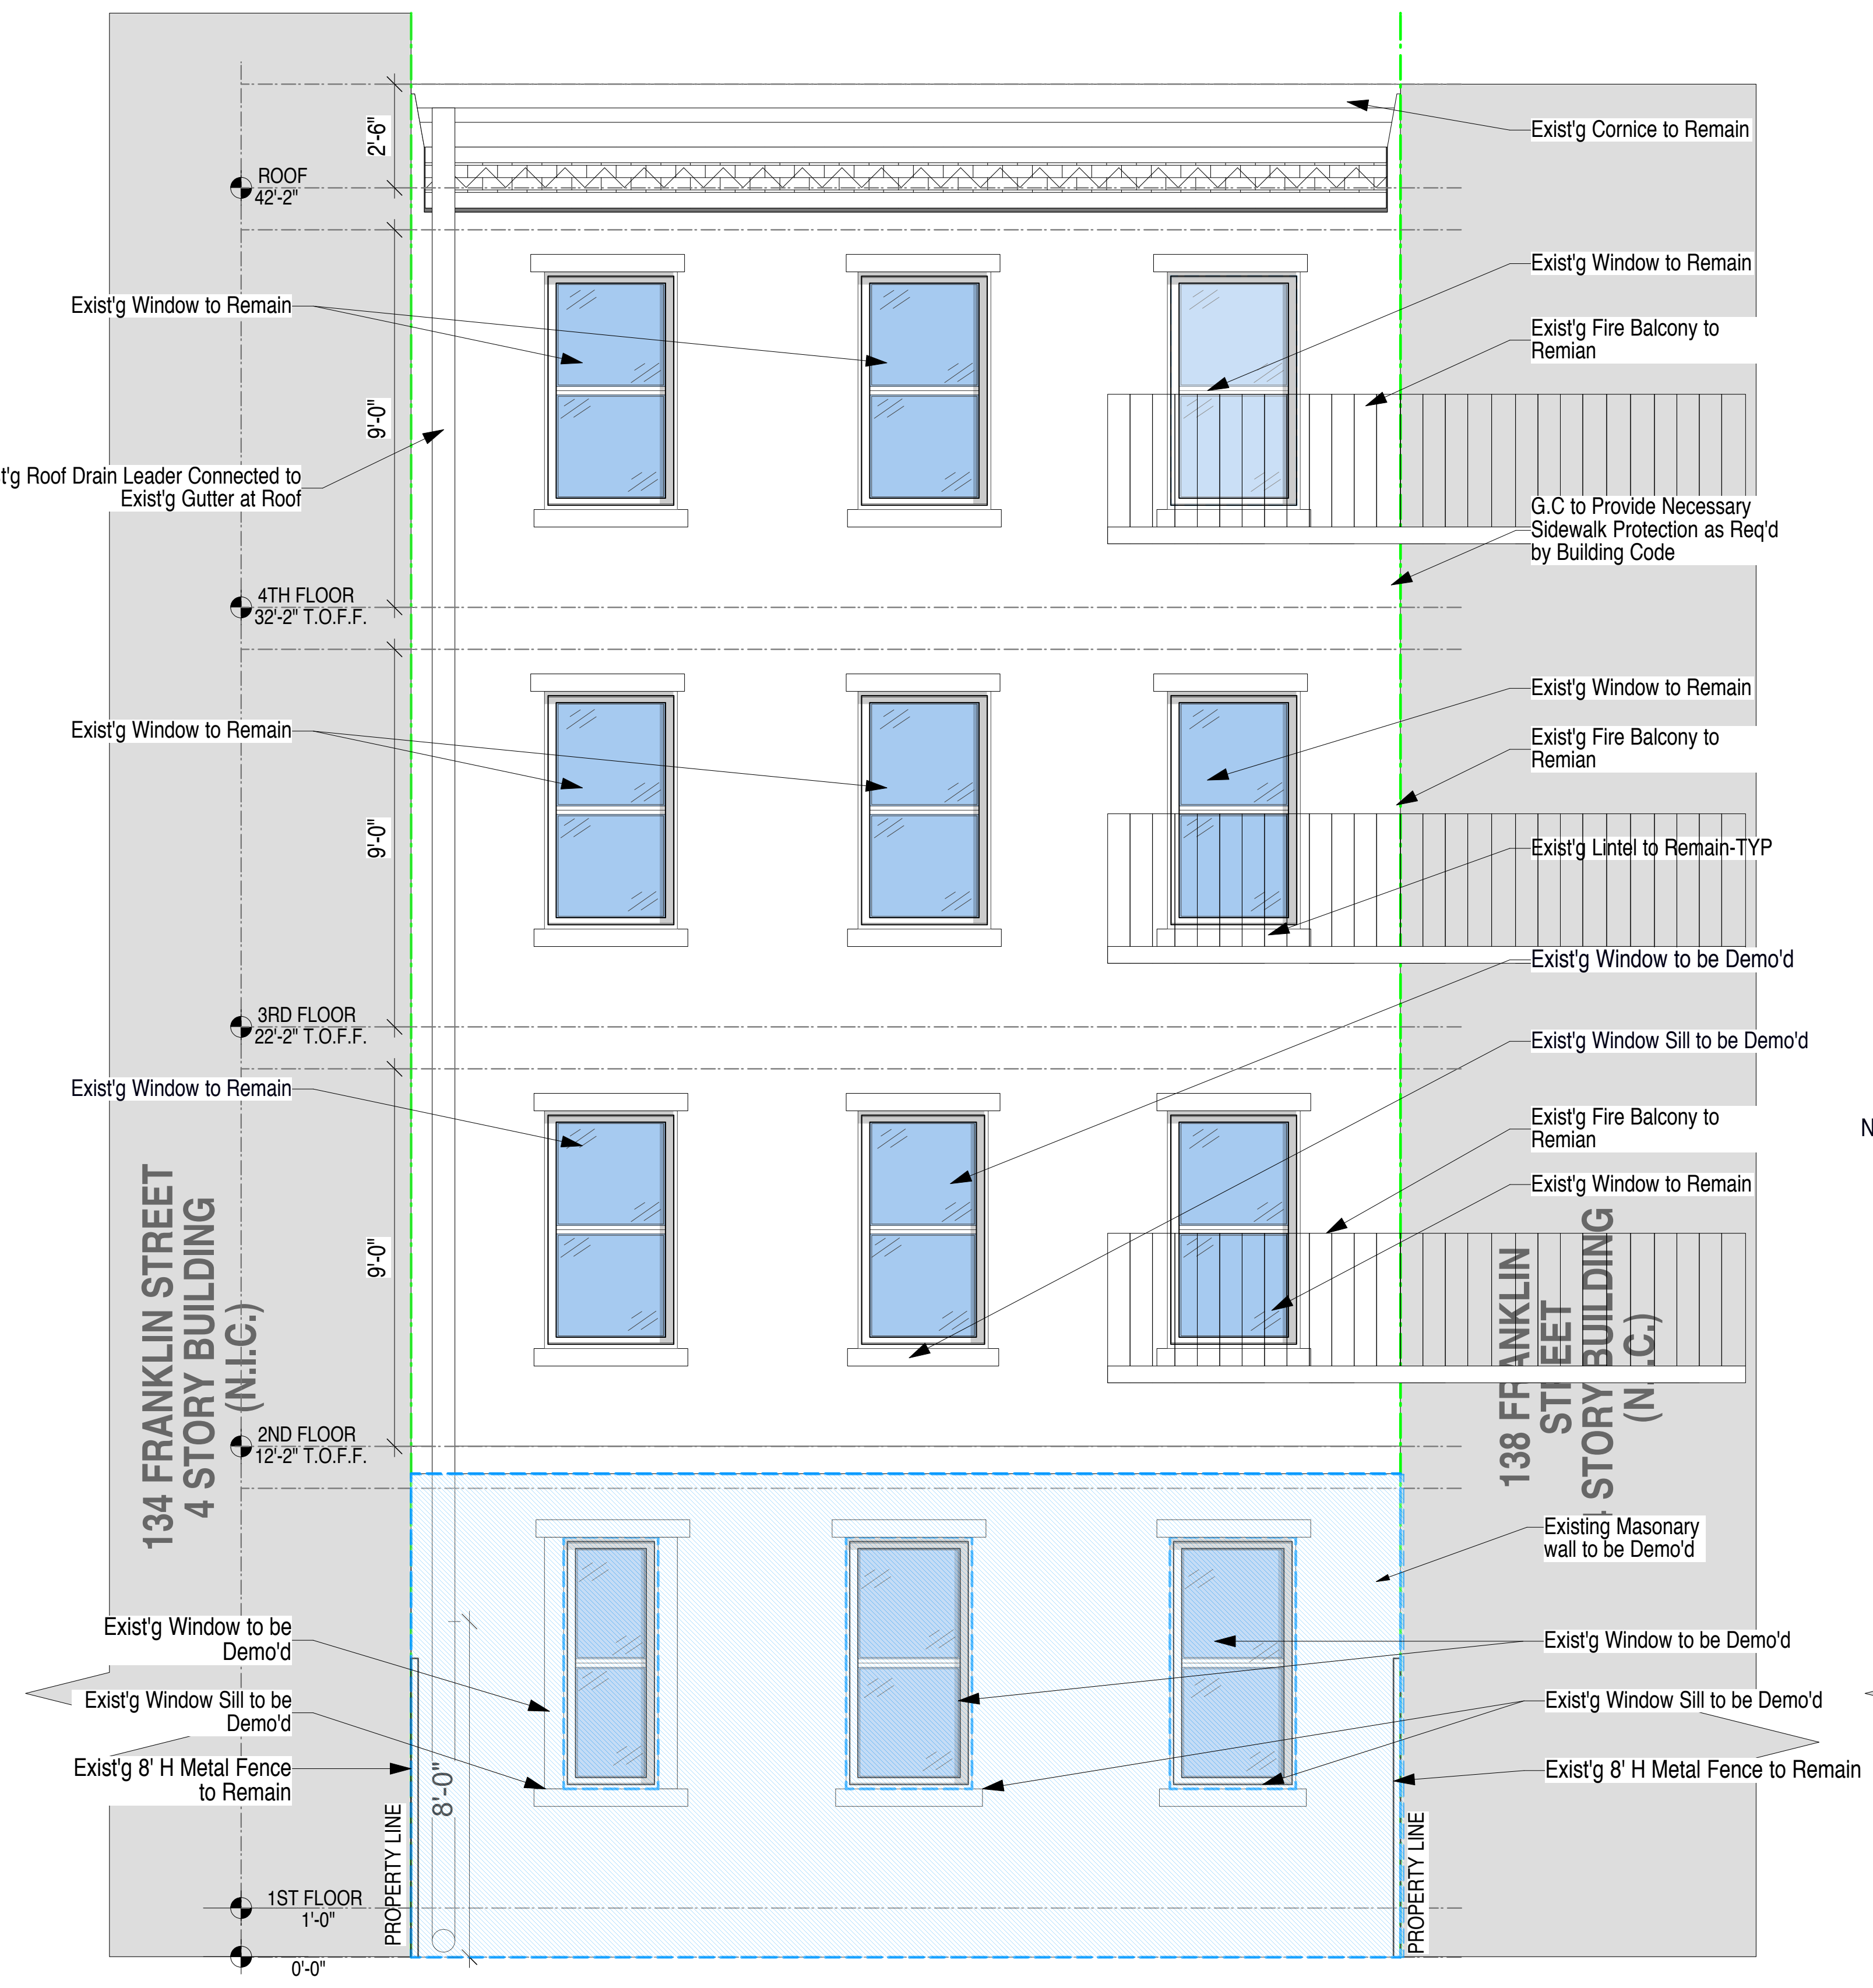 Exist'g Cornice to Remain
2'-6"
ROOF
42'-2"
Exist'g Window to Remain
Exist'g Window to Remain
Exist'g Fire Balcony to
Remian
9'-0"
t'g Roof Drain Leader Connected to
Exist'g Gutter at Roof
G.C to Provide Necessary
Sidewalk Protection as Req'd
by Building Code
4TH FLOOR
32'-2" T.O.F.F.
Exist'g Window to Remain
Exist'g Window to Remain
Exist'g Fire Balcony to
Remian
9'-0"
Exist'g Lintel to Remain-TYP
Exist'g Window to be Demo'd
3RD FLOOR
22'-2" T.O.F.F.
Exist'g Window Sill to be Demo'd
Exist'g Window to Remain
Exist'g Fire Balcony to
Remian
N
Exist'g Window to Remain
9'-0"
134 FRANKLIN STREET
4 STORY BUILDING
(N.I.C.)
138 FRANKLIN
STREET
4 STORY BUILDING
(N.I.C.)
2ND FLOOR
12'-2" T.O.F.F.
Existing Masonary
wall to be Demo'd
Exist'g Window to be
Demo'd
Exist'g Window to be Demo'd
Exist'g Window Sill to be
Demo'd
Exist'g Window Sill to be Demo'd
Exist'g 8' H Metal Fence
to Remain
Exist'g 8' H Metal Fence to Remain
8'-0"
PROPERTY LINE
PROPERTY LINE
1ST FLOOR
1'-0"
0'-0"